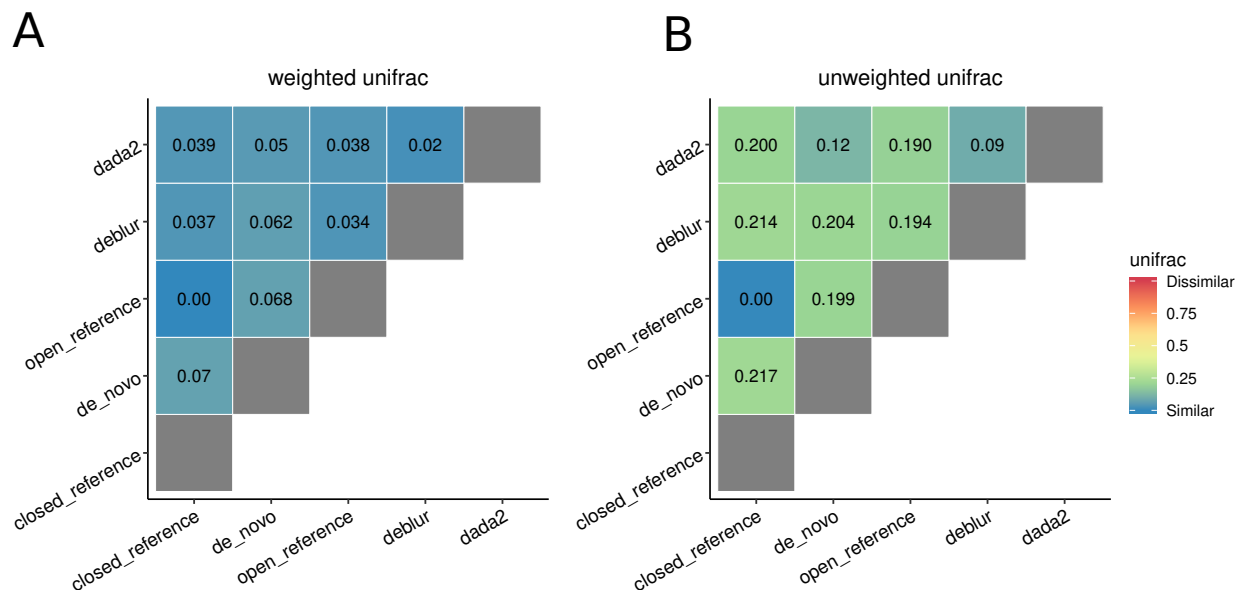 A
weighted unifrac
dada2
0.039 0.05 0.038 0.02
deblur
0.037 0.062 0.034
open_reference
0.00 0.068
de_novo
0.07
closed_reference
closed_reference
de_novo
open_reference
deblur
dada2
B
unweighted unifrac
dada2
0.200 0.12 0.190 0.09
deblur
0.214 0.204 0.194
open_reference
0.00 0.199
de_novo
0.217
closed_reference
closed_reference
de_novo
open_reference
deblur
dada2
unifrac
Dissimilar
0.75
0.5
0.25
Similar